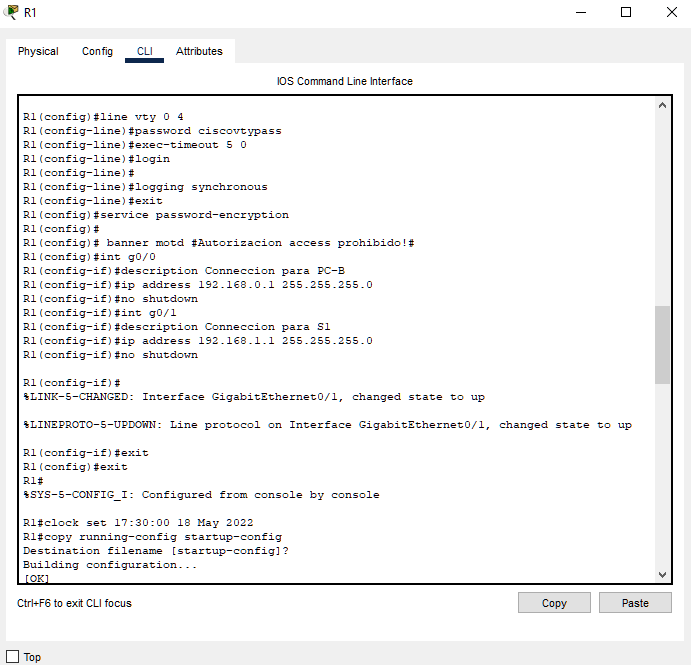 R1
Physical Config CLI Attributes
IOS Command Line Interface
R1(config)#line vty 0 4
R1(config-line)#password ciscovtypass
R1(config-line)#exec-timeout 5 0
R1(config-line)#login
R1(config-line)#
R1(config-line)#logging synchronous
R1(config-line)#exit
R1(config)#service password-encryption
R1(config)#
R1(config)# banner motd #Autorizacion access prohibido!#
R1(config)#int g0/0
R1(config-if)#description Conneccion para PC-B
R1(config-if)#ip address 192.168.0.1 255.255.255.0
R1(config-if)#no shutdown
R1(config-if)#int g0/1
R1(config-if)#description Conneccion para S1
R1(config-if)#ip address 192.168.1.1 255.255.255.0
R1(config-if)#no shutdown
R1(config-if)#
%LINK-5-CHANGED: Interface GigabitEthernet0/1, changed state to up
%LINEPROTO-5-UPDOWN: Line protocol on Interface GigabitEthernet0/1, changed state to up
R1(config-if)#exit
R1(config)#exit
R1#
%SYS-5-CONFIG_I: Configured from console by console
R1#clock set 17:30:00 18 May 2022
R1#copy running-config startup-config
Destination filename [startup-config]?
Building configuration...
[OK]
Ctrl+F6 to exit CLI focus
Copy Paste
Top